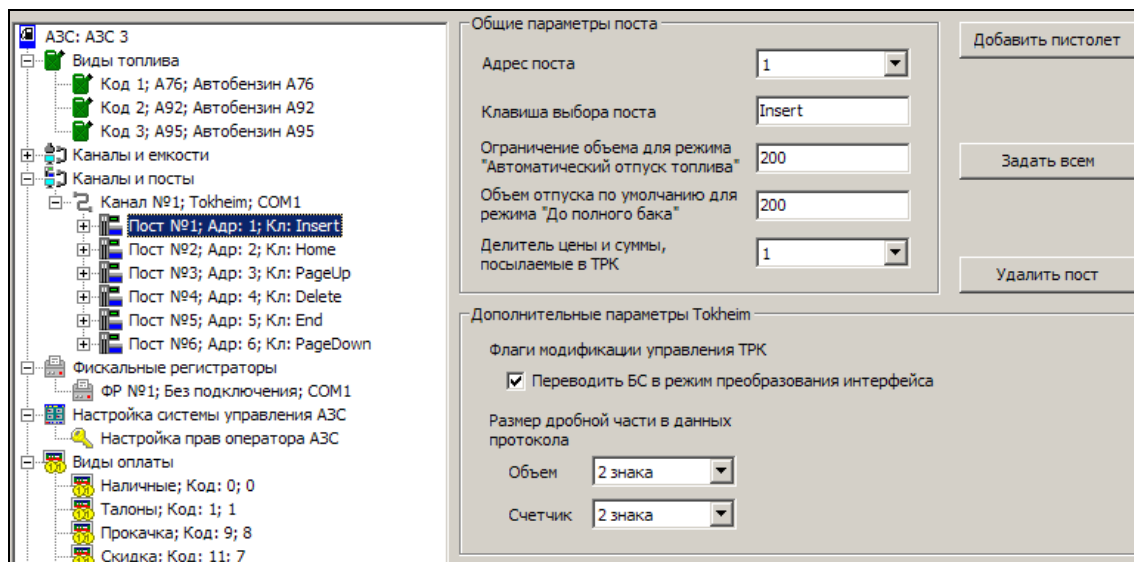 АЗС: АЗС 3
Виды топлива
Код 1; А76; Автобензин А76
Код 2; А92; Автобензин А92
Код 3; А95; Автобензин А95
Каналы и емкости
Каналы и посты
Канал №1; Tokheim; COM1
Пост №1; Адр: 1; Кл: Insert
Пост №2; Адр: 2; Кл: Home
Пост №3; Адр: 3; Кл: PageUp
Пост №4; Адр: 4; Кл: Delete
Пост №5; Адр: 5; Кл: End
Пост №6; Адр: 6; Кл: PageDown
Фискальные регистраторы
ФР №1; Без подключения; COM1
Настройка системы управления АЗС
Настройка прав оператора АЗС
Виды оплаты
Наличные; Код: 0; 0
Талоны; Код: 1; 1
Прокачка; Код: 9; 8
Скидка; Код: 11; 7
Общие параметры поста
Адрес поста
1
Клавиша выбора поста
Insert
Ограничение объема для режима
"Автоматический отпуск топлива"
200
Объем отпуска по умолчанию для
режима "До полного бака"
200
Делитель цены и суммы,
посылаемые в ТРК
1
Добавить пистолет
Задать всем
Удалить пост
Дополнительные параметры Tokheim
Флаги модификации управления ТРК
Переводить БС в режим преобразования интерфейса
Размер дробной части в данных
протокола
Объем
2 знака
Счетчик
2 знака